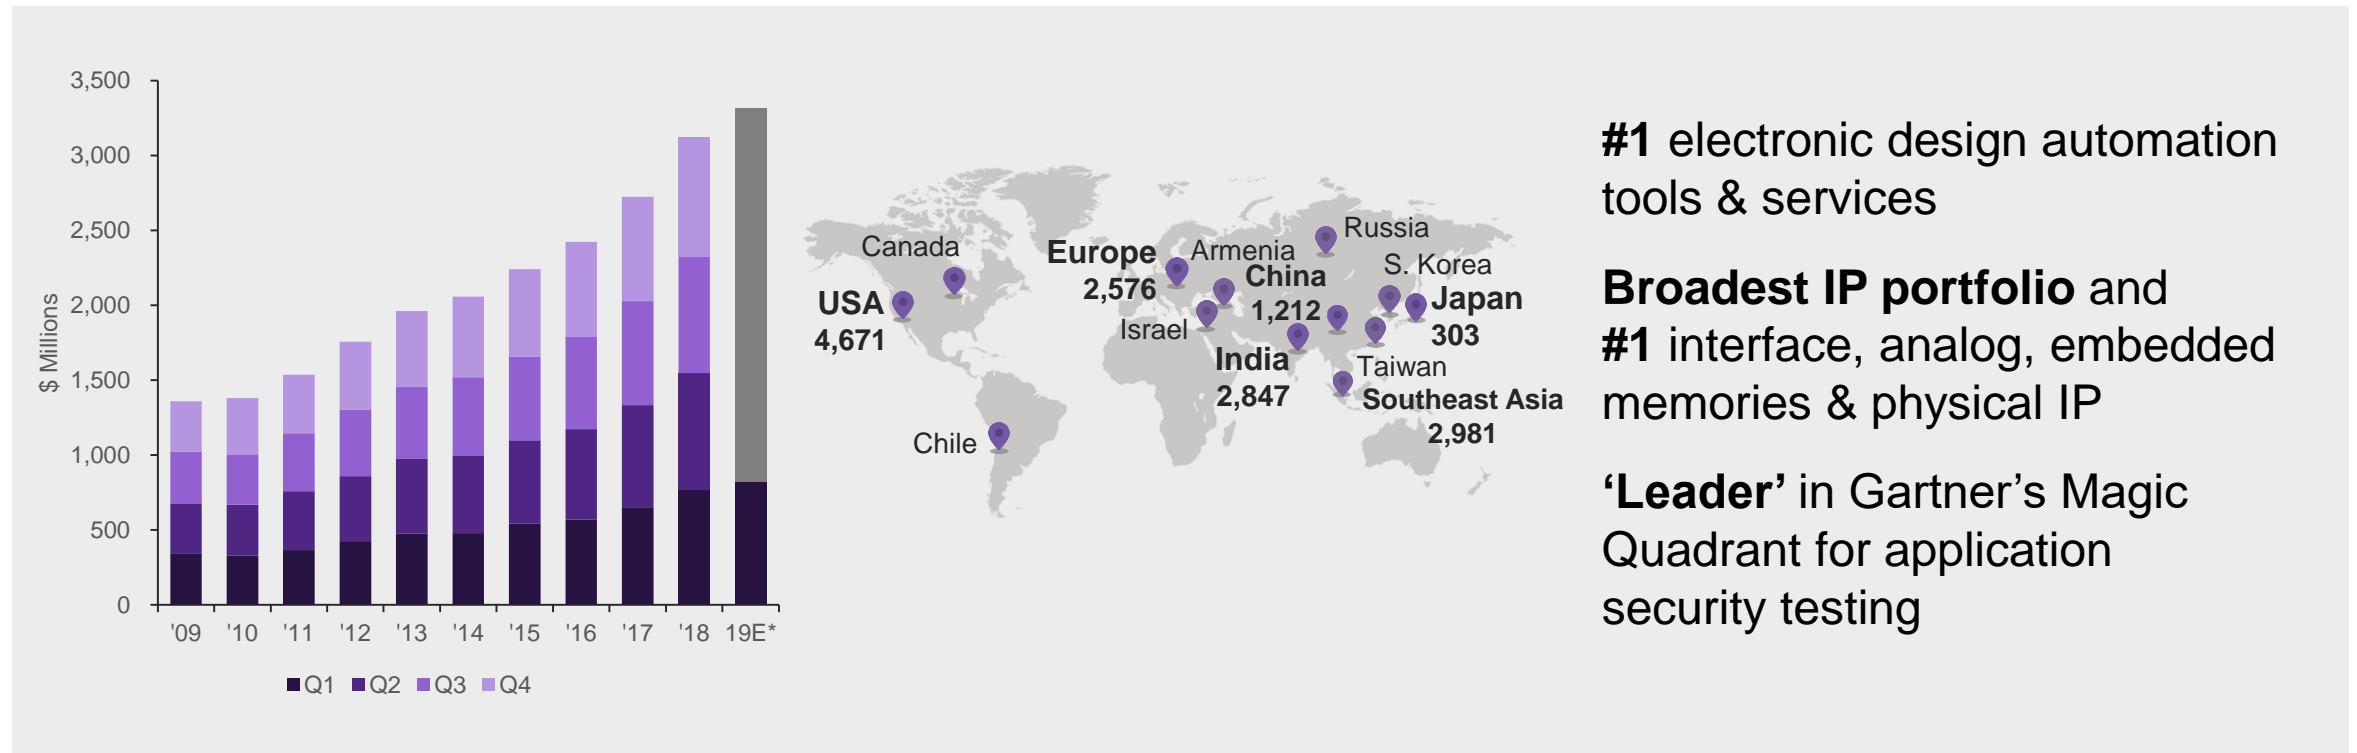 3,500
3,000
2,500
2,000
1,500
1,000
500
0
$ Millions
'09 '10 '11 '12 '13 '14 '15 '16 '17 '18 19E*
Q1 Q2 Q3 Q4
Canada
USA
4,671
Chile
Europe
2,576
Armenia
Israel
China
1,212
India
2,847
Russia
S. Korea
Japan
303
Taiwan
Southeast Asia
2,981
#1 electronic design automation
tools & services
Broadest IP portfolio and
#1 interface, analog, embedded
memories & physical IP
‘Leader’ in Gartner’s Magic
Quadrant for application
security testing